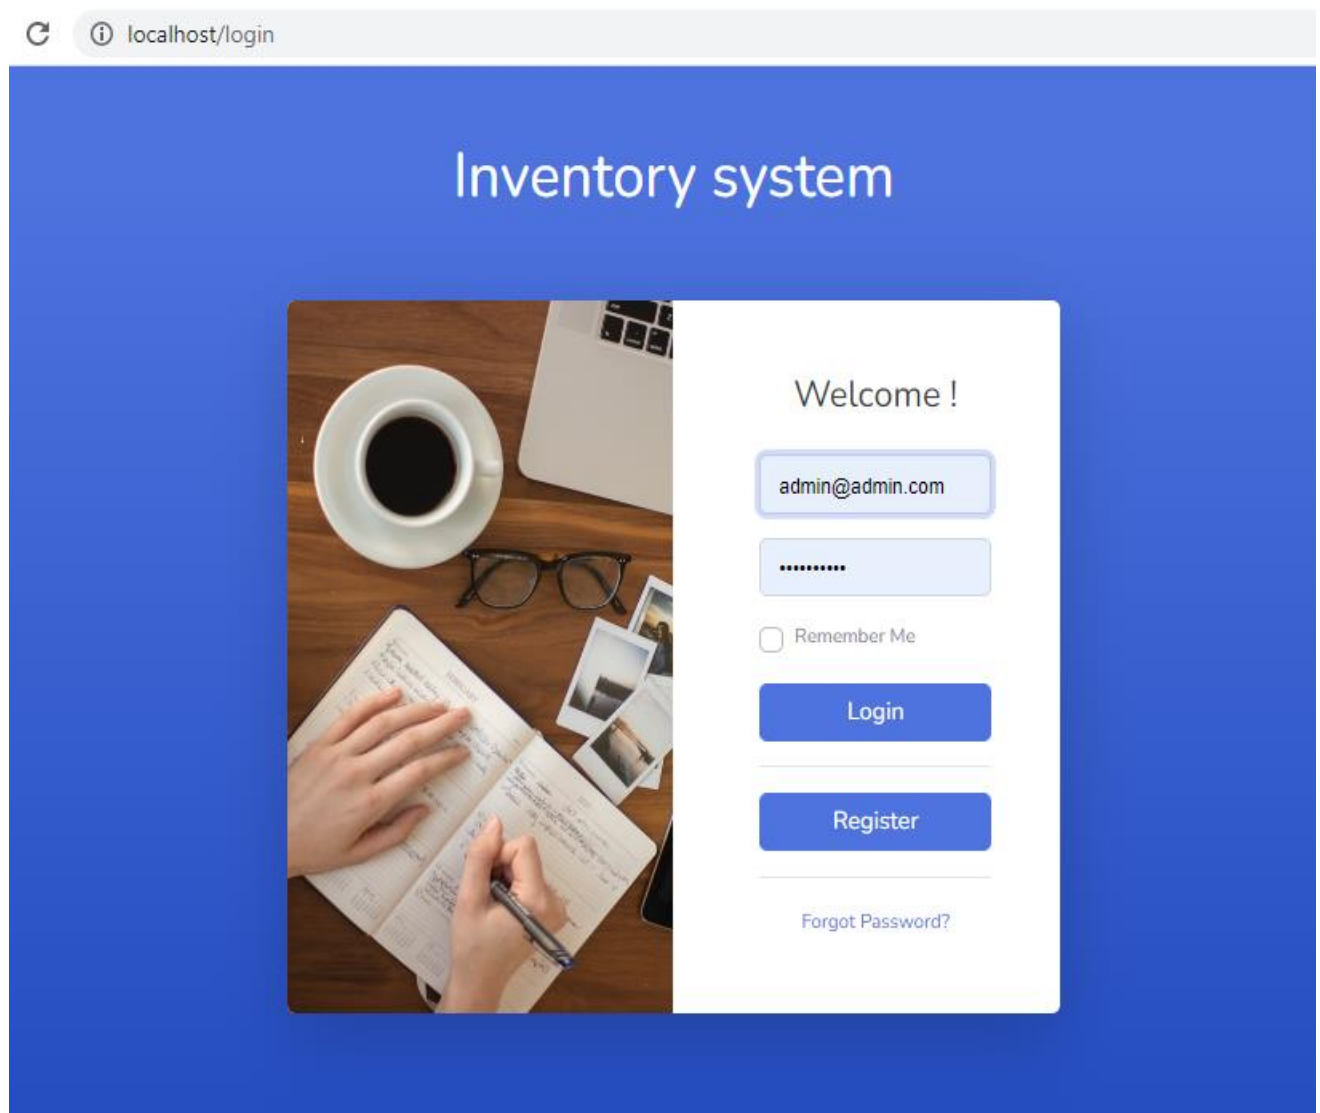 localhost/login
Inventory system
Welcome !
admin@admin.com
••••••••••
Remember Me
Login
Register
Forgot Password?